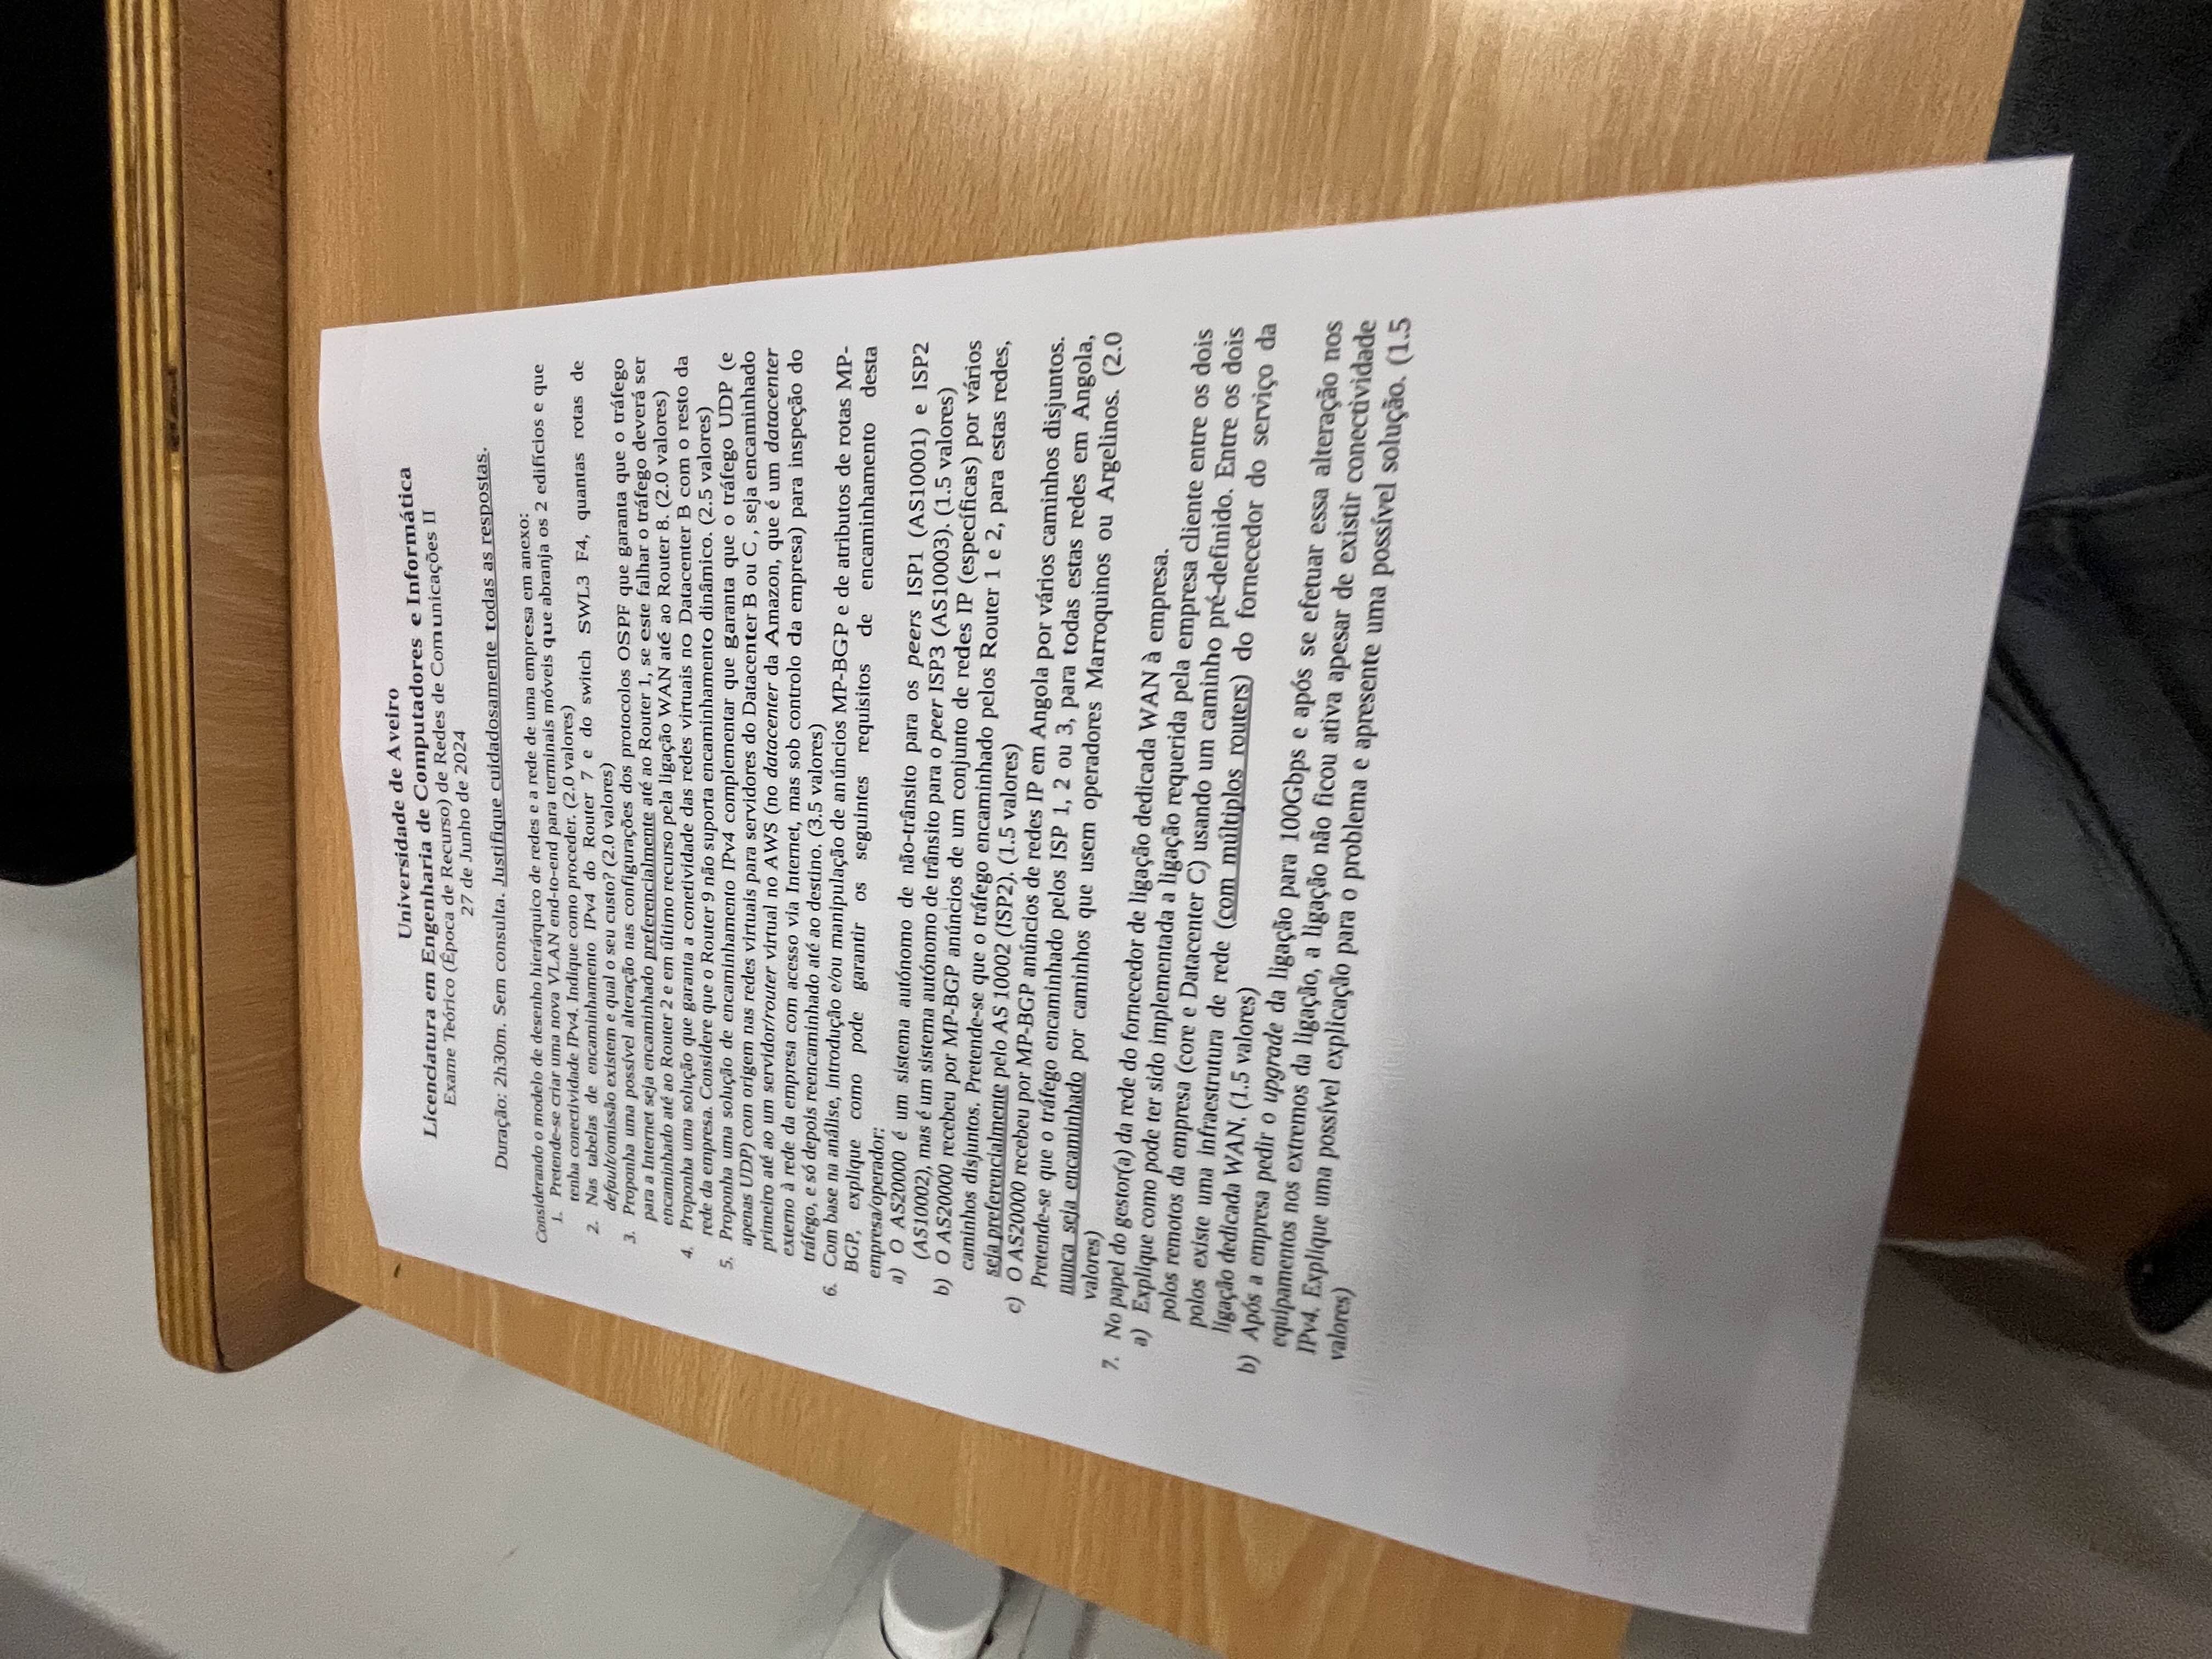 Universidade de Aveiro
Licenciatura em Engenharia de Computadores e Informática
Exame Teórico (Época de Recurso) de Redes de Comunicações II
27 de Junho de 2024
Duração: 2h30m. Sem consulta. Justifique cuidadosamente todas as respostas.
Considerando o modelo de desenho hierárquico de redes e a rede de uma empresa em anexo:
1. Pretende-se criar uma nova VLAN end-to-end para terminais móveis que abranja os 2 edifícios e que
tenha conectividade IPv4. Indique como proceder. (2.0 valores)
2. Nas tabelas de encaminhamento IPv4 do Router 7 e do switch SWL3 F4, quantas rotas de
default/omissão existem e qual o seu custo? (2.0 valores)
3. Proponha uma possível alteração nas configurações dos protocolos OSPF que garanta que o tráfego
para a Internet seja encaminhado preferencialmente até ao Router 1, se este falhar o tráfego deverá ser
encaminhado até ao Router 2 e em último recurso pela ligação WAN até ao Router 8. (2.0 valores)
4. Proponha uma solução que garanta a conetividade das redes virtuais no Datacenter B com o resto da
rede da empresa. Considere que o Router 9 não suporta encaminhamento dinâmico. (2.5 valores)
5. Proponha uma solução de encaminhamento IPv4 complementar que garanta que o tráfego UDP (e
apenas UDP) com origem nas redes virtuais para servidores do Datacenter B ou C , seja encaminhado
primeiro até ao um servidor/router virtual no AWS (no datacenter da Amazon, que é um datacenter
externo à rede da empresa com acesso via Internet, mas sob controlo da empresa) para inspeção do
tráfego, e só depois reencaminhado até ao destino. (3.5 valores)
6. Com base na análise, introdução e/ou manipulação de anúncios MP-BGP e de atributos de rotas MP-
BGP, explique como pode garantir os seguintes requisitos de encaminhamento desta
empresa/operador:
a) O AS20000 é um sistema autónomo de não-trânsito para os peers ISP1 (AS10001) e ISP2
(AS10002), mas é um sistema autónomo de trânsito para o peer ISP3 (AS10003). (1.5 valores)
b) O AS20000 recebeu por MP-BGP anúncios de um conjunto de redes IP (específicas) por vários
caminhos disjuntos. Pretende-se que o tráfego encaminhado pelos Router 1 e 2, para estas redes,
seja preferencialmente pelo AS 10002 (ISP2). (1.5 valores)
c) O AS20000 recebeu por MP-BGP anúncios de redes IP em Angola por vários caminhos disjuntos.
Pretende-se que o tráfego encaminhado pelos ISP 1, 2 ou 3, para todas estas redes em Angola,
nunca seja encaminhado por caminhos que usem operadores Marroquinos ou Argelinos. (2.0
valores)
7. No papel do gestor(a) da rede do fornecedor de ligação dedicada WAN à empresa.
a) Explique como pode ter sido implementada a ligação requerida pela empresa cliente entre os dois
polos remotos da empresa (core e Datacenter C) usando um caminho pré-definido. Entre os dois
polos existe uma infraestrutura de rede (com múltiplos routers) do fornecedor do serviço da
ligação dedicada WAN. (1.5 valores)
b) Após a empresa pedir o upgrade da ligação para 100Gbps e após se efetuar essa alteração nos
equipamentos nos extremos da ligação, a ligação não ficou ativa apesar de existir conectividade
IPv4. Explique uma possível explicação para o problema e apresente uma possível solução. (1.5
valores)